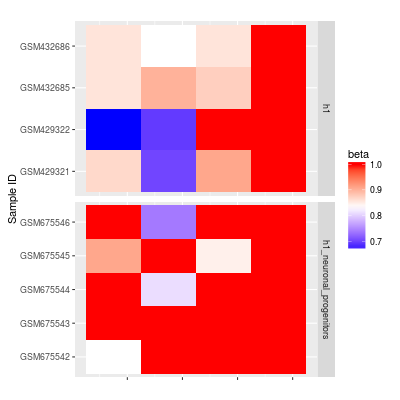 Sample ID
GSM432686
GSM432685
GSM429322
GSM429321
h1
GSM675546
GSM675545
GSM675544
GSM675543
GSM675542
h1_neuronal_progenitors
beta
1.0
0.9
0.8
0.7